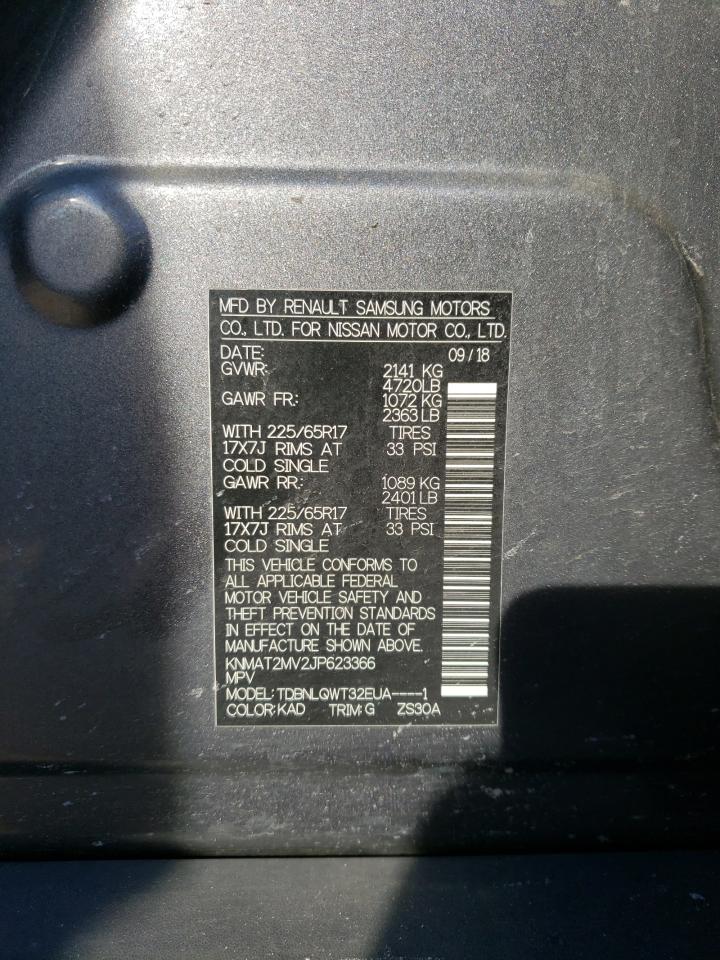 MFD BY RENAULT SAMSUNG MOTORS
CO., LTD. FOR NISSAN MOTOR CO., LTD.
DATE: 09/18
GVWR: 2141 KG
4720LB
GAWR FR: 1072 KG
2363LB
WITH 225/65R17 TIRES
17X7J RIMS AT 33 PSI
COLD SINGLE
GAWR RR: 1089 KG
2401LB
WITH 225/65R17 TIRES
17X7J RIMS AT 33 PSI
COLD SINGLE
THIS VEHICLE CONFORMS TO
ALL APPLICABLE FEDERAL
MOTOR VEHICLE SAFETY AND
THEFT PREVENTION STANDARDS
IN EFFECT ON THE DATE OF
MANUFACTURE SHOWN ABOVE.
KNMAT2MV2JP623366
MPV
MODEL: TDBNLQWT32EUA----1
COLOR: KAD TRIM: G ZS30A